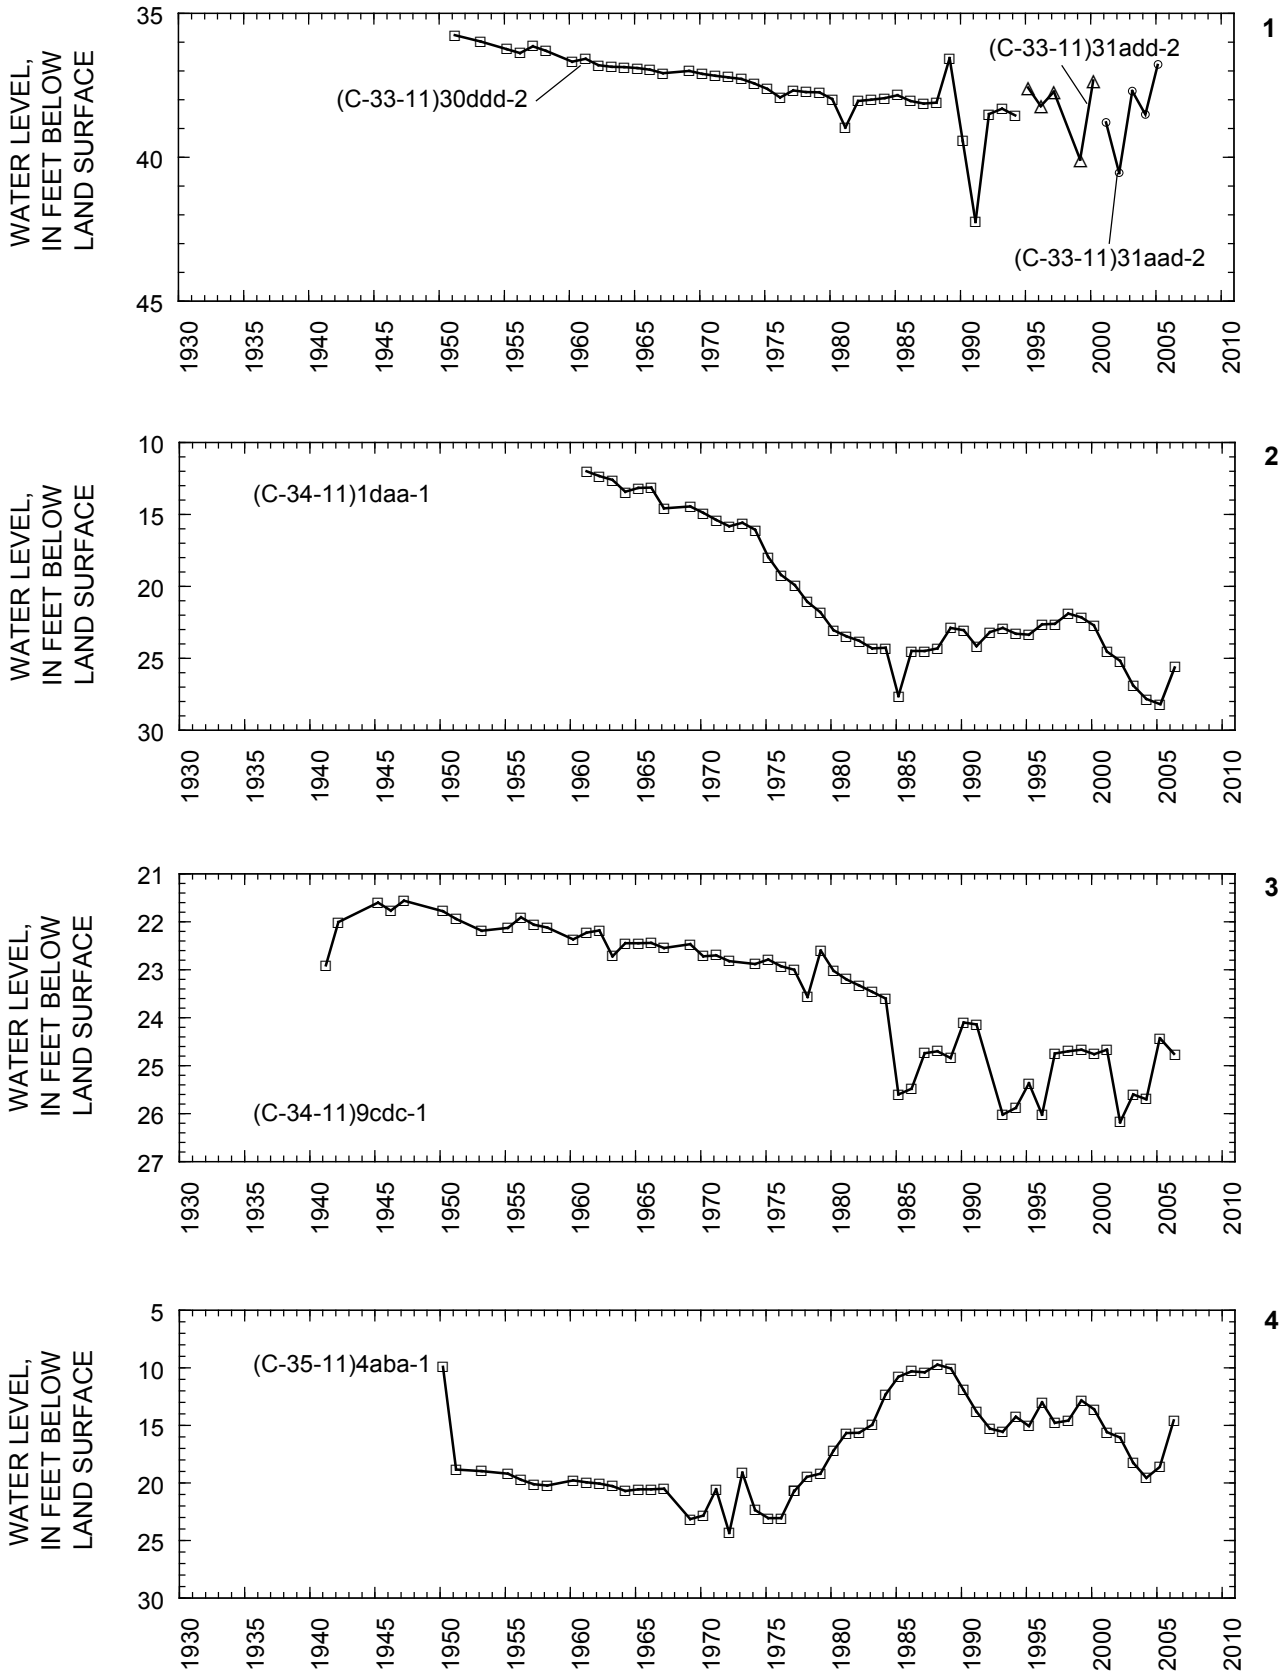 WATER LEVEL,
IN FEET BELOW
LAND SURFACE
35
40
45
1
(C-33-11)31add-2
(C-33-11)30ddd-2
(C-33-11)31aad-2
1930 1935 1940 1945 1950 1955 1960 1965 1970 1975 1980 1985 1990 1995 2000 2005 2010
WATER LEVEL,
IN FEET BELOW
LAND SURFACE
10
15
20
25
30
2
(C-34-11)1daa-1
1930 1935 1940 1945 1950 1955 1960 1965 1970 1975 1980 1985 1990 1995 2000 2005 2010
WATER LEVEL,
IN FEET BELOW
LAND SURFACE
21
22
23
24
25
26
27
3
(C-34-11)9cdc-1
1930 1935 1940 1945 1950 1955 1960 1965 1970 1975 1980 1985 1990 1995 2000 2005 2010
WATER LEVEL,
IN FEET BELOW
LAND SURFACE
5
10
15
20
25
30
4
(C-35-11)4aba-1
1930 1935 1940 1945 1950 1955 1960 1965 1970 1975 1980 1985 1990 1995 2000 2005 2010